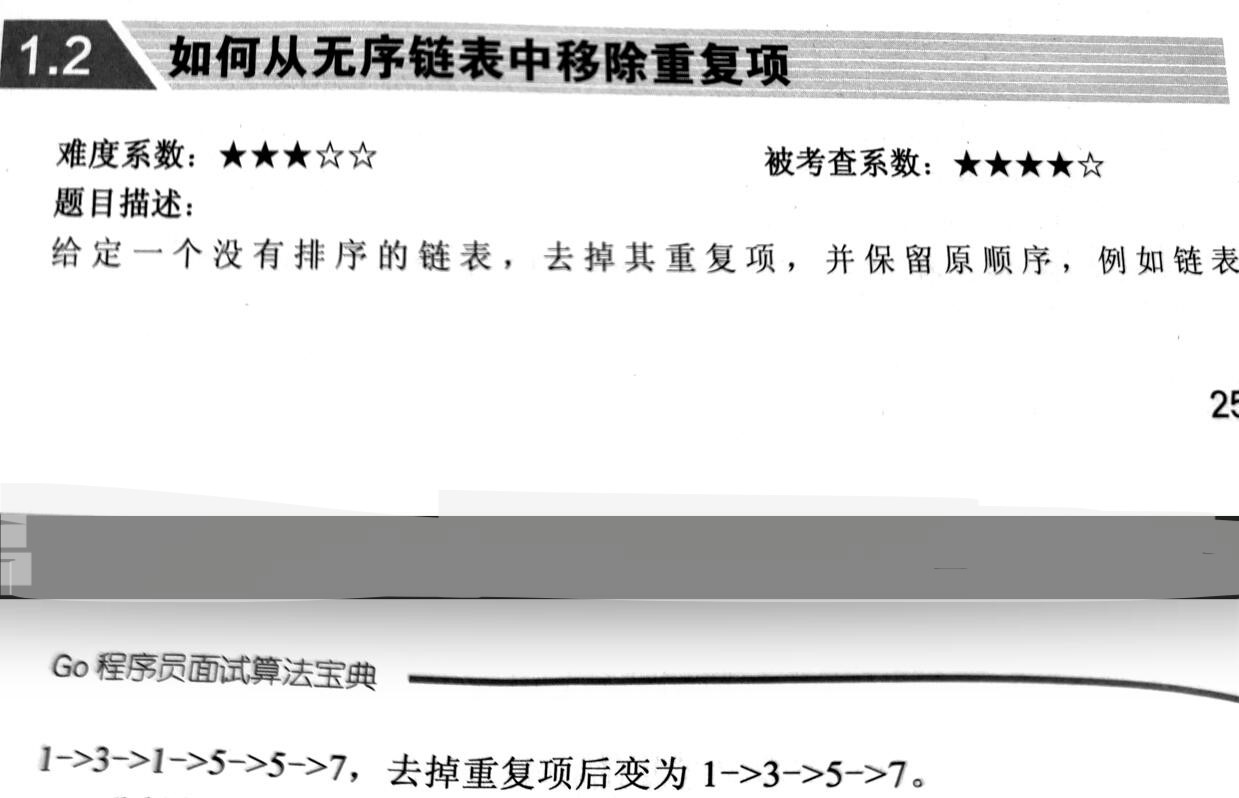 1.2 如何从无序链表中移除重复项
难度系数：★★★☆☆ 被考查系数：★★★★☆
题目描述：
给定一个没有排序的链表，去掉其重复项，并保留原顺序，例如链表
25
Go 程序员面试算法宝典
1->3->1->5->5->7，去掉重复项后变为 1->3->5->7。